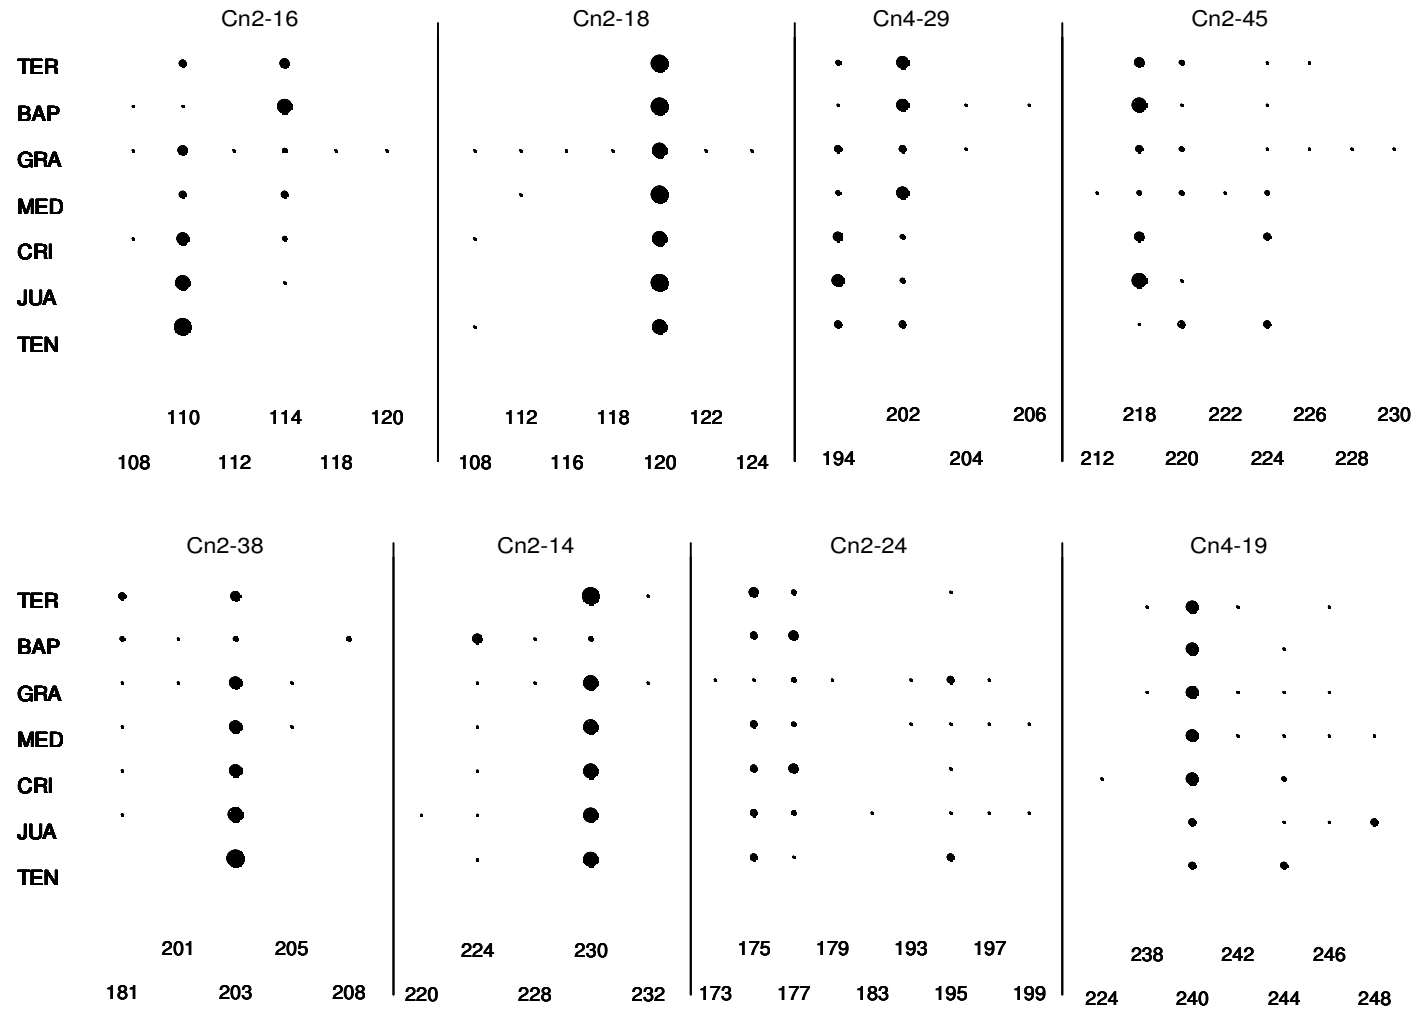 Cn2-16 Cn2-18 Cn4-29 Cn2-45
TER
BAP
GRA
MED
CRI
JUA
TEN
110 114 120 112 118 122 202 206 218 222 226 230
108 112 118 108 116 120 124 194 204 212 220 224 228
Cn2-38 Cn2-14 Cn2-24 Cn4-19
TER
BAP
GRA
MED
CRI
JUA
TEN
201 205 224 230 175 179 193 197 238 242 246
181 203 208 220 228 232 173 177 183 195 199 224 240 244 248